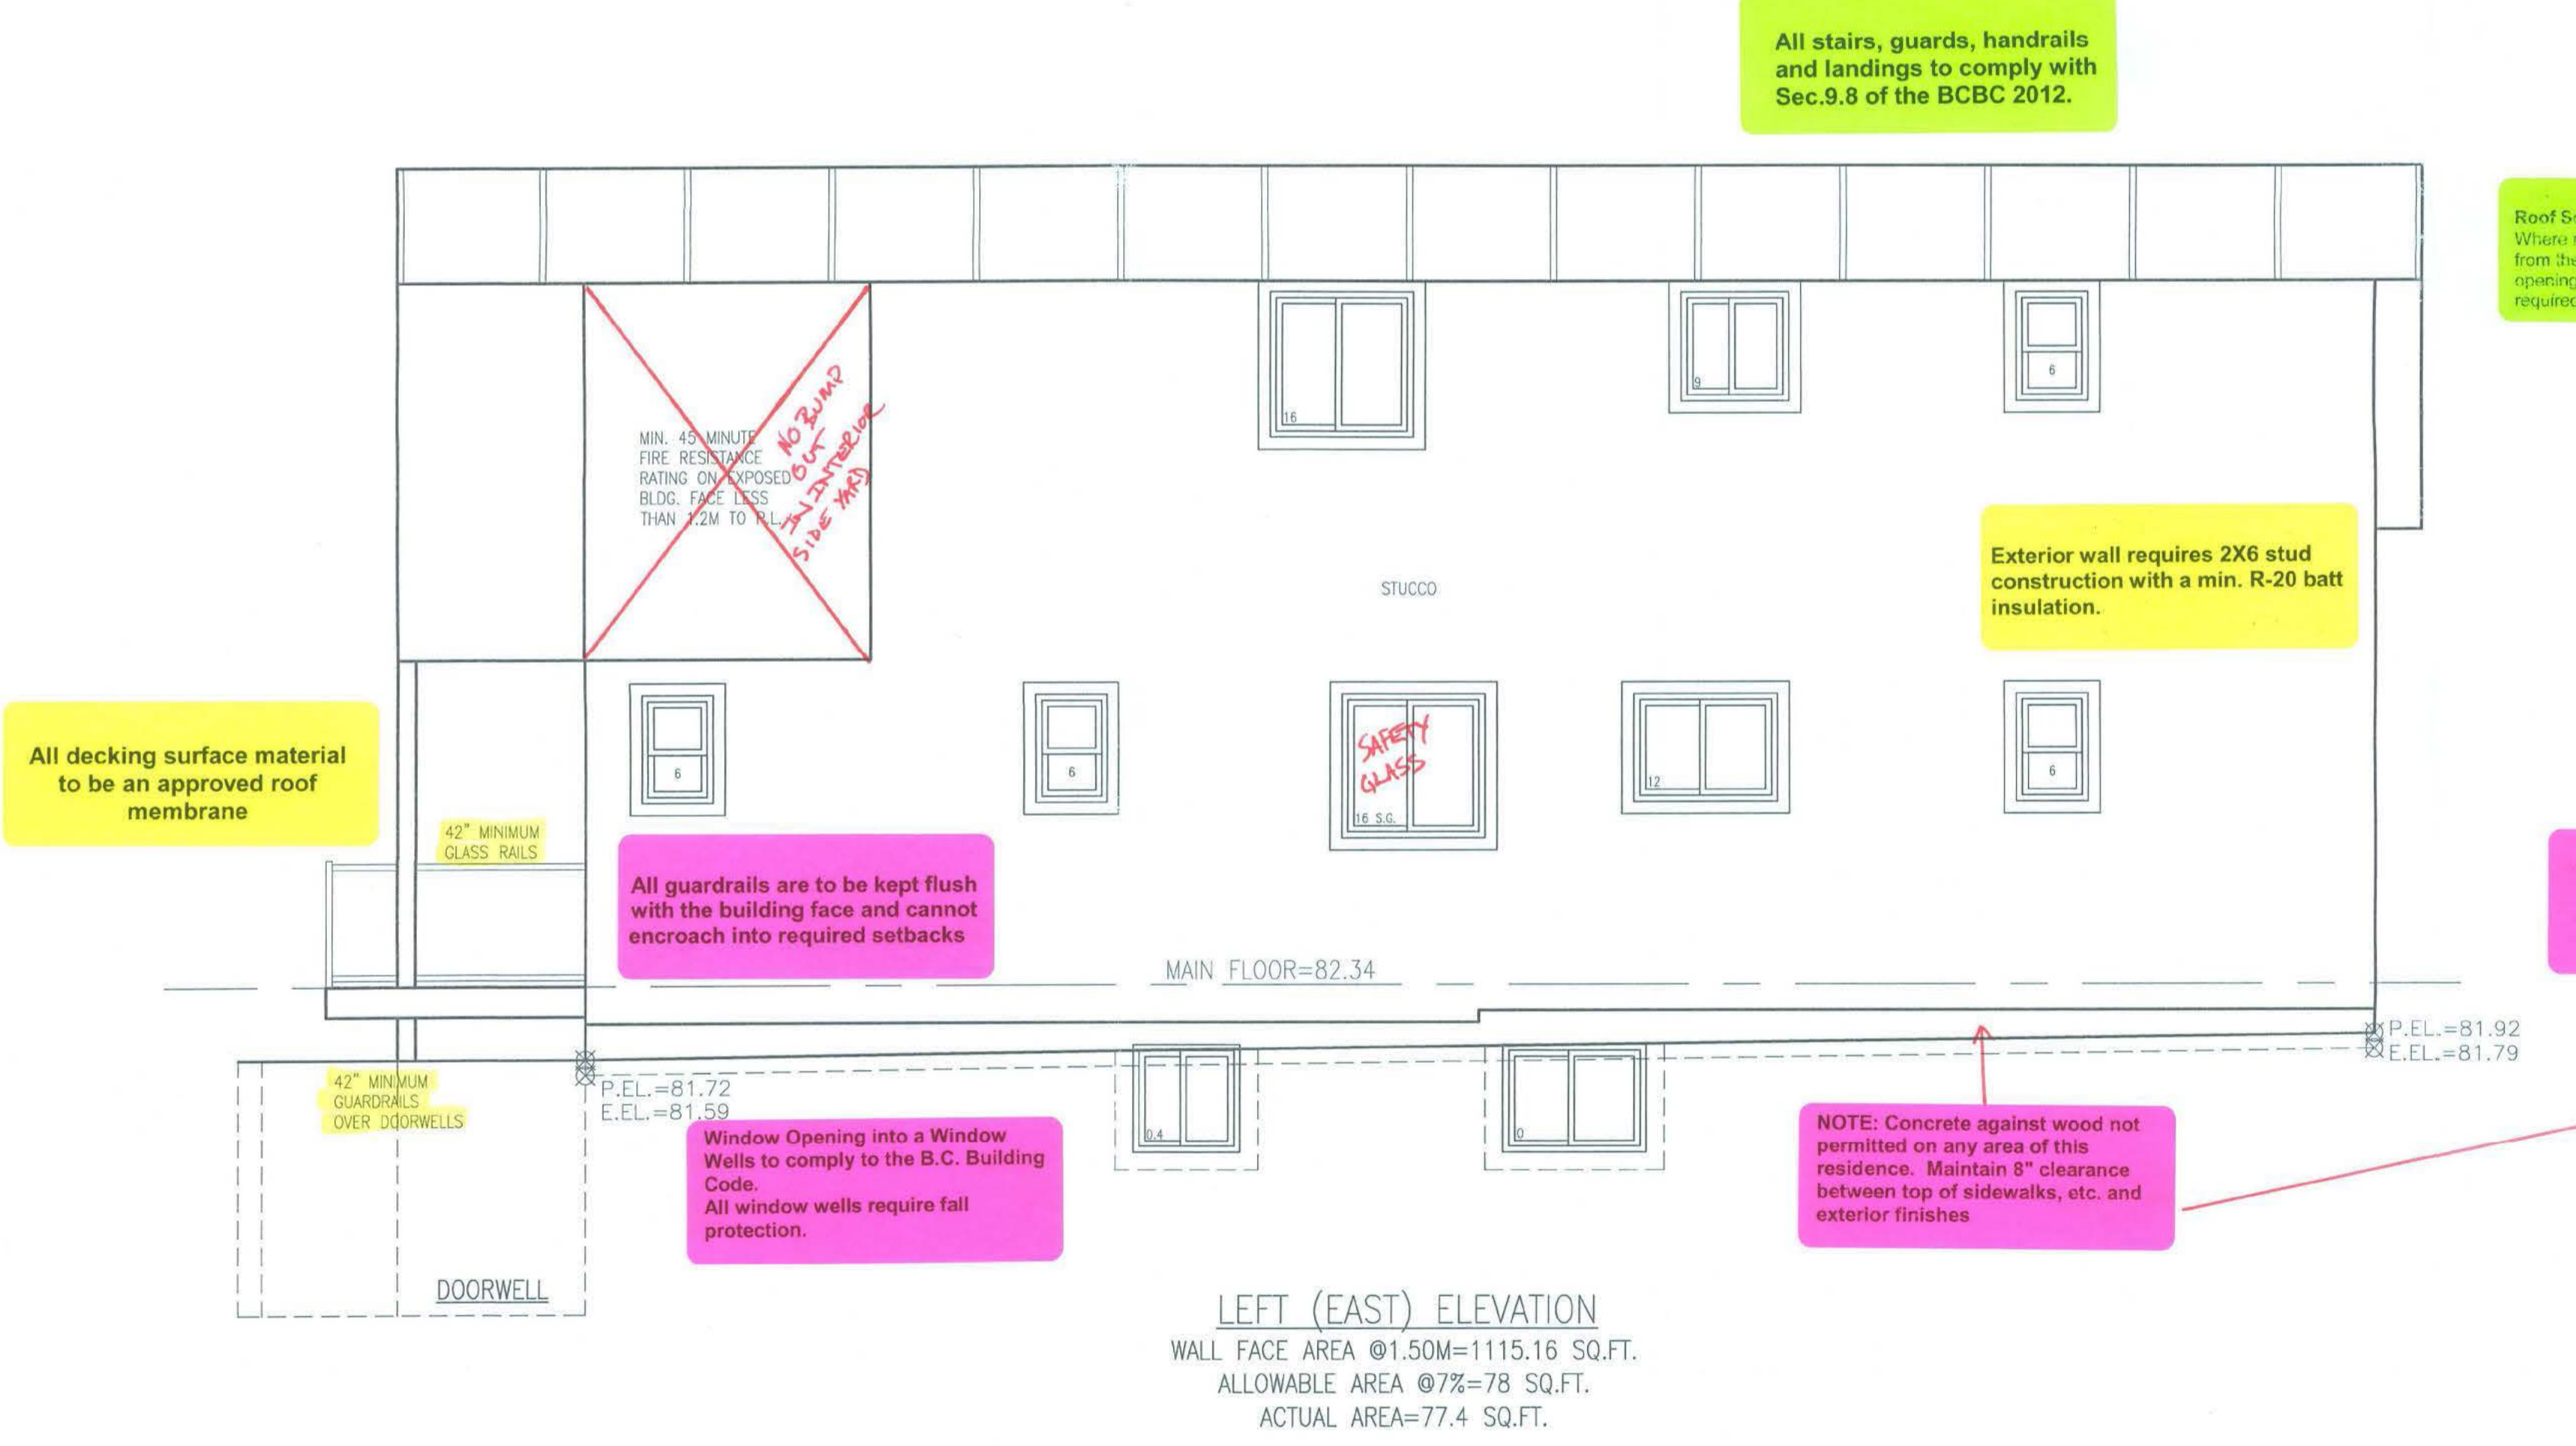 All stairs, guards, handrails
and landings to comply with
Sec.9.8 of the BCBC 2012.
Roof
Where
from the
opening
required
16
9
6
MIN. 45 MINUTE
FIRE RESISTANCE
RATING ON EXPOSED
BLDG. FACE LESS
THAN 1.2M TO P.L.
NO BUMP
OUT
IN INTERIOR
SIDE YARD
STUCCO
Exterior wall requires 2X6 stud
construction with a min. R-20 batt
insulation.
All decking surface material
to be an approved roof
membrane
6
6
SAFETY
GLASS
16 S.G.
12
6
42" MINIMUM
GLASS RAILS
All guardrails are to be kept flush
with the building face and cannot
encroach into required setbacks
MAIN FLOOR=82.34
P.EL.=81.92
E.EL.=81.79
42" MINIMUM
GUARDRAILS
OVER DOORWELLS
P.EL.=81.72
E.EL.=81.59
Window Opening into a Window
Wells to comply to the B.C. Building
Code.
All window wells require fall
protection.
0.4
0
NOTE: Concrete against wood not
permitted on any area of this
residence. Maintain 8" clearance
between top of sidewalks, etc. and
exterior finishes
DOORWELL
LEFT (EAST) ELEVATION
WALL FACE AREA @1.50M=1115.16 SQ.FT.
ALLOWABLE AREA @7%=78 SQ.FT.
ACTUAL AREA=77.4 SQ.FT.